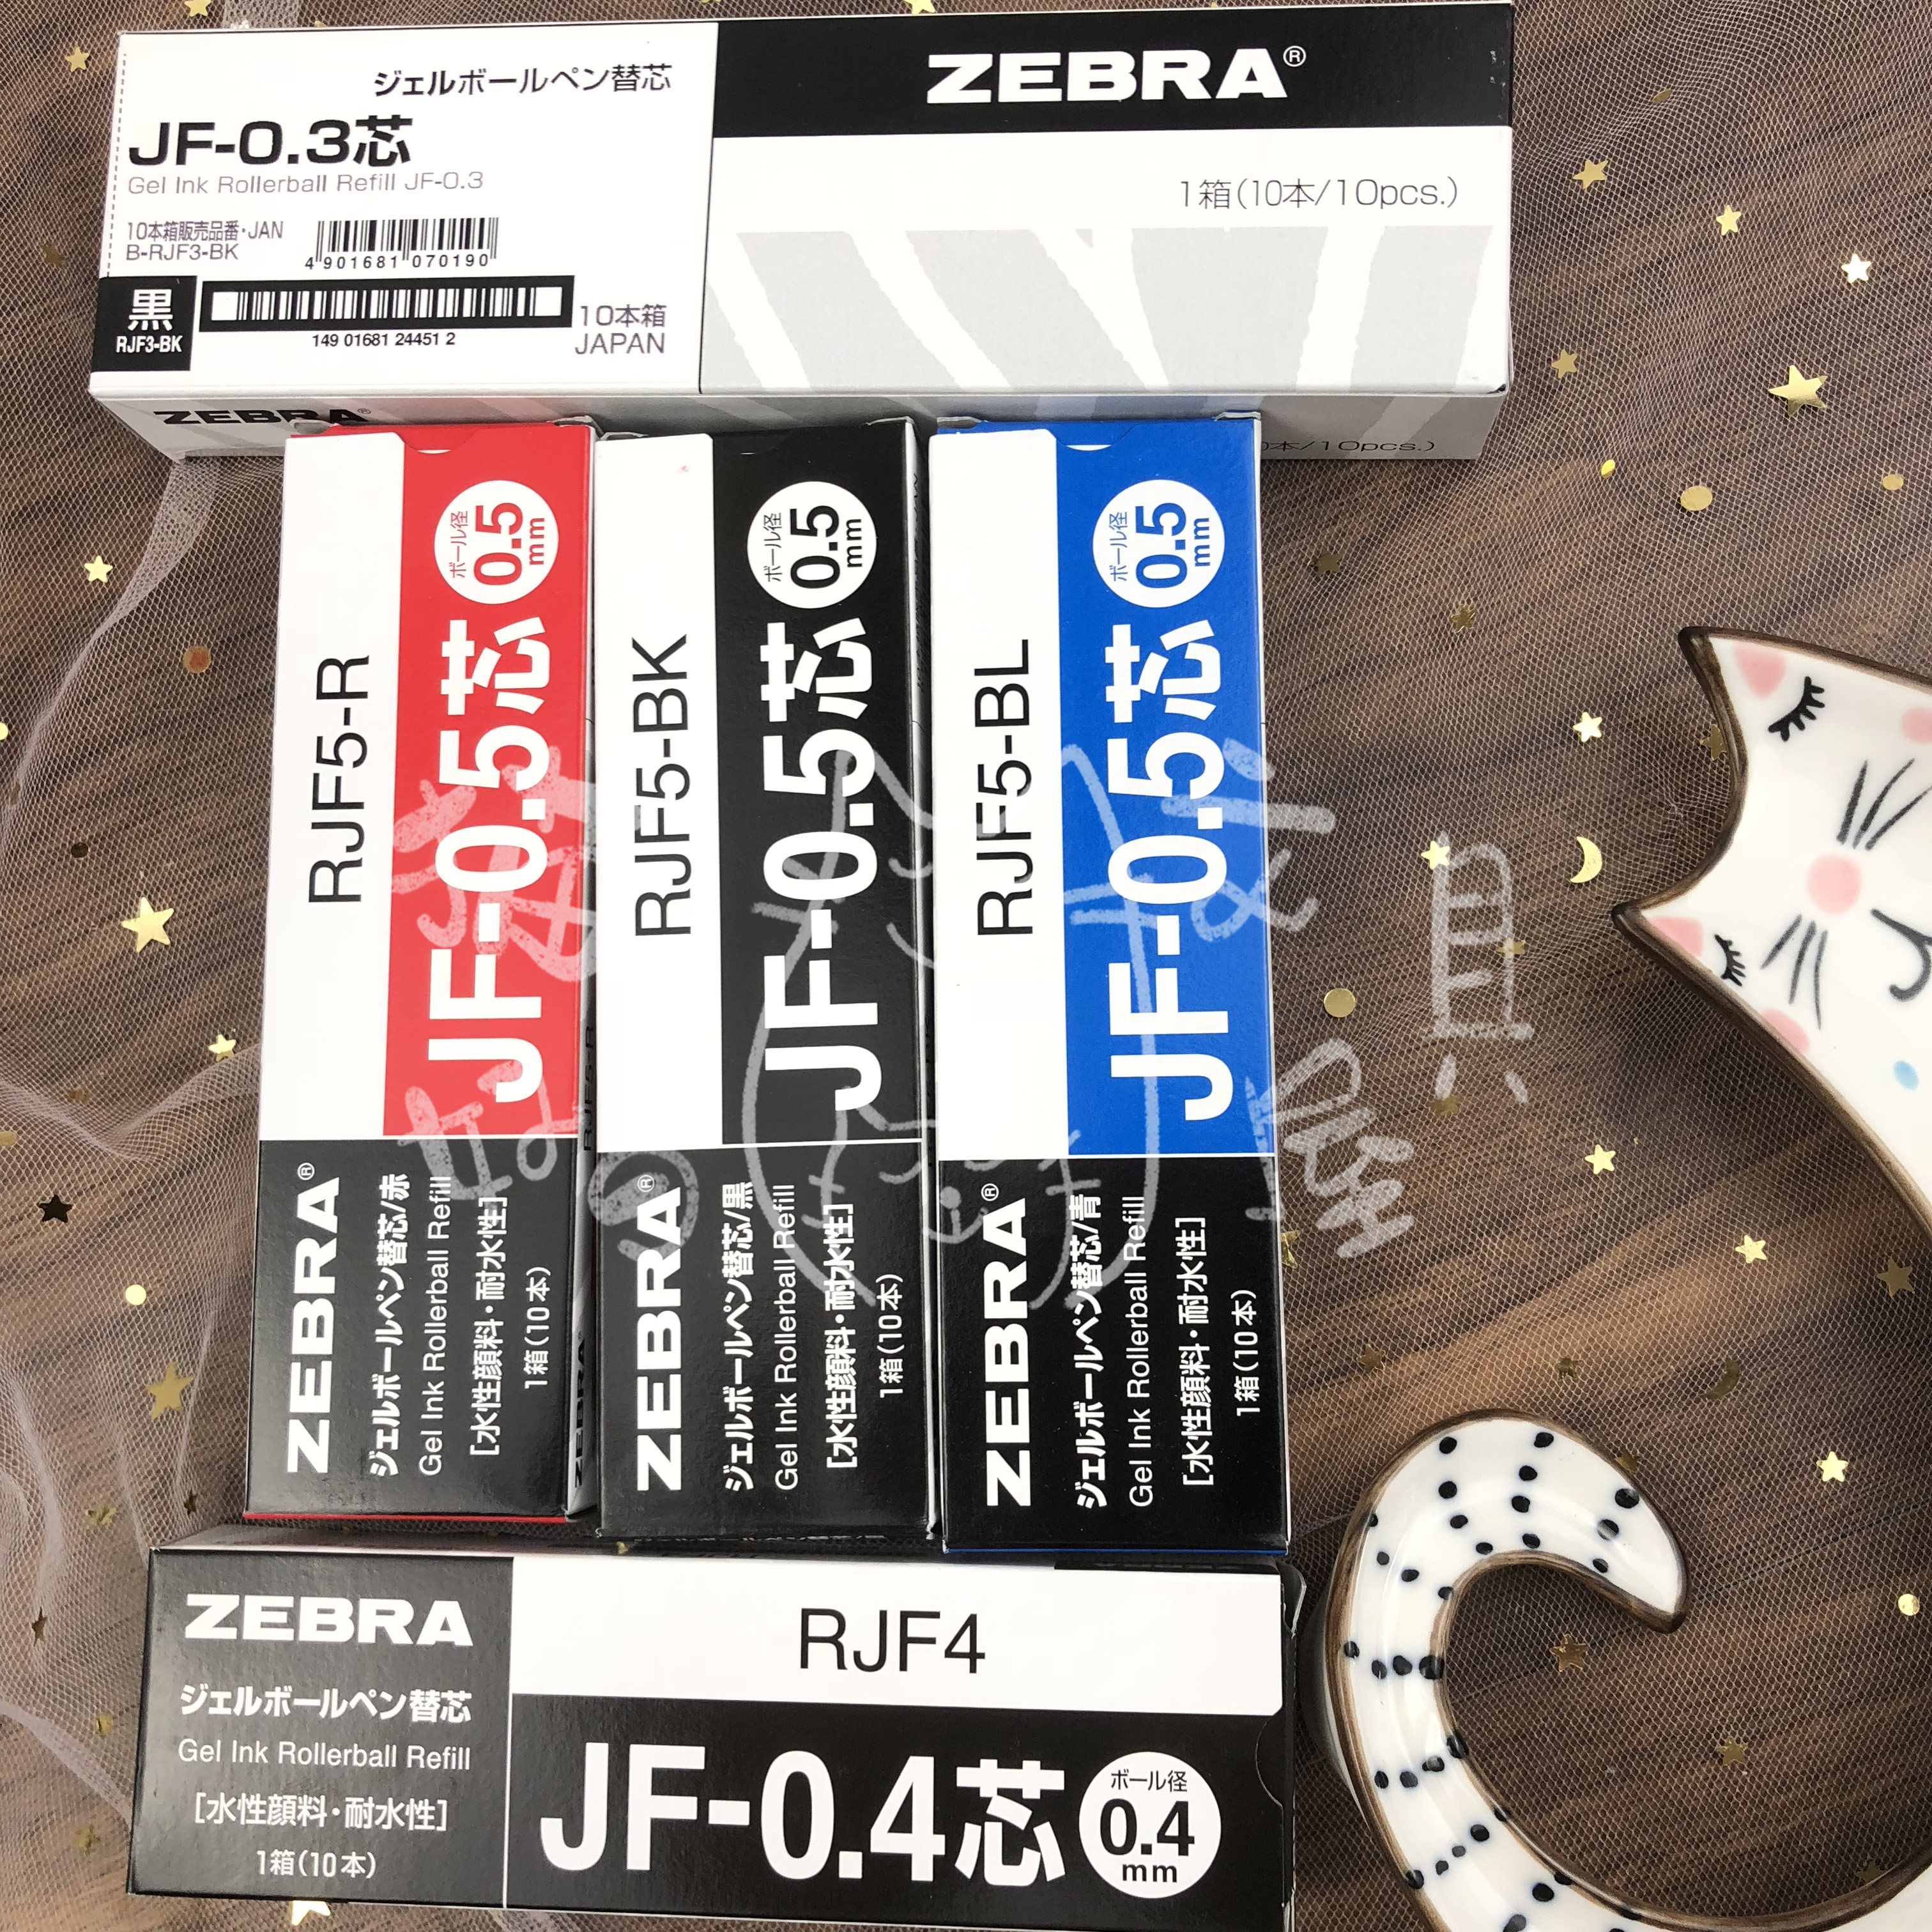 ジェルボールペン替芯
JF-0.3芯
Gel Ink Rollerball Refill JF-0.3
10本箱販売品番・JAN
B-RJF3-BK
4 901681 070190
黒
RJF3-BK
149 01681 24451 2
10本箱
JAPAN
ZEBRA®
1箱(10本/10pcs.)
ZEBRA®
本/10pcs.)
RJF5-R
JF-0.5芯
ボール径
0.5
mm
ZEBRA®
ジェルボールペン替芯/赤
Gel Ink Rollerball Refill
[水性顔料・耐水性]
1箱(10本)
RJF5-BK
JF-0.5芯
ボール径
0.5
mm
ZEBRA®
ジェルボールペン替芯/黒
Gel Ink Rollerball Refill
[水性顔料・耐水性]
1箱(10本)
RJF5-BL
JF-0.5芯
ボール径
0.5
mm
ZEBRA®
ジェルボールペン替芯/青
Gel Ink Rollerball Refill
[水性顔料・耐水性]
1箱(10本)
ZEBRA
ジェルボールペン替芯
Gel Ink Rollerball Refill
[水性顔料・耐水性]
1箱(10本)
RJF4
JF-0.4芯
ボール径
0.4
mm